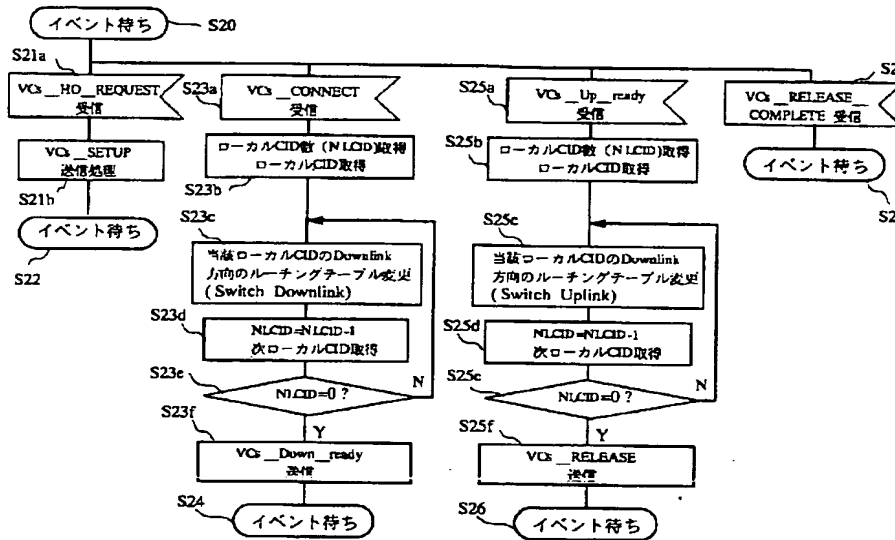 イベント待ち
S20
S21a
VCs__HO__REQUEST
受信
VCs__SETUP
送信処理
S21b
イベント待ち
S22
S23a
VCs__CONNECT
受信
ローカルCID数 (NLCID)取得
ローカルCID取得
S23b
S23c
当該ローカルCIDのDownlink
方向のルーチングテーブル変更
(Switch Downlink)
S23d
NLCID=NLCID-1
次ローカルCID取得
S23e
NLCID=0 ?
N
Y
S23f
VCs__Down__ready
送信
S24
イベント待ち
S25a
VCs__Up__ready
受信
S25b
ローカルCID数 (NLCID)取得
ローカルCID取得
S25c
当該ローカルCIDのDownlink
方向のルーチングテーブル変更
(Switch Uplink)
S25d
NLCID=NLCID-1
次ローカルCID取得
S25e
NLCID=0 ?
N
Y
S25f
VCs__RELEASE
送信
S26
イベント待ち
VCs__RELEASE__
COMPLETE 受信
イベント待ち